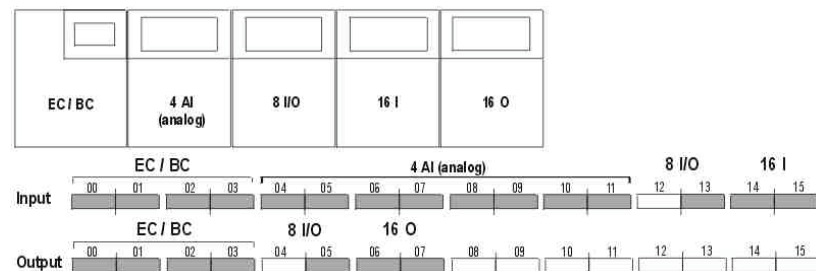 EC / BC 4 AI 8 I/O 16 I 16 O
(analog)
EC / BC 4 AI (analog) 8 I/O 16 I
00 01 02 03 04 05 06 07 08 09 10 11 12 13 14 15
Input
EC / BC 8 I/O 16 O
00 01 02 03 04 05 06 07 08 09 10 11 12 13 14 15
Output